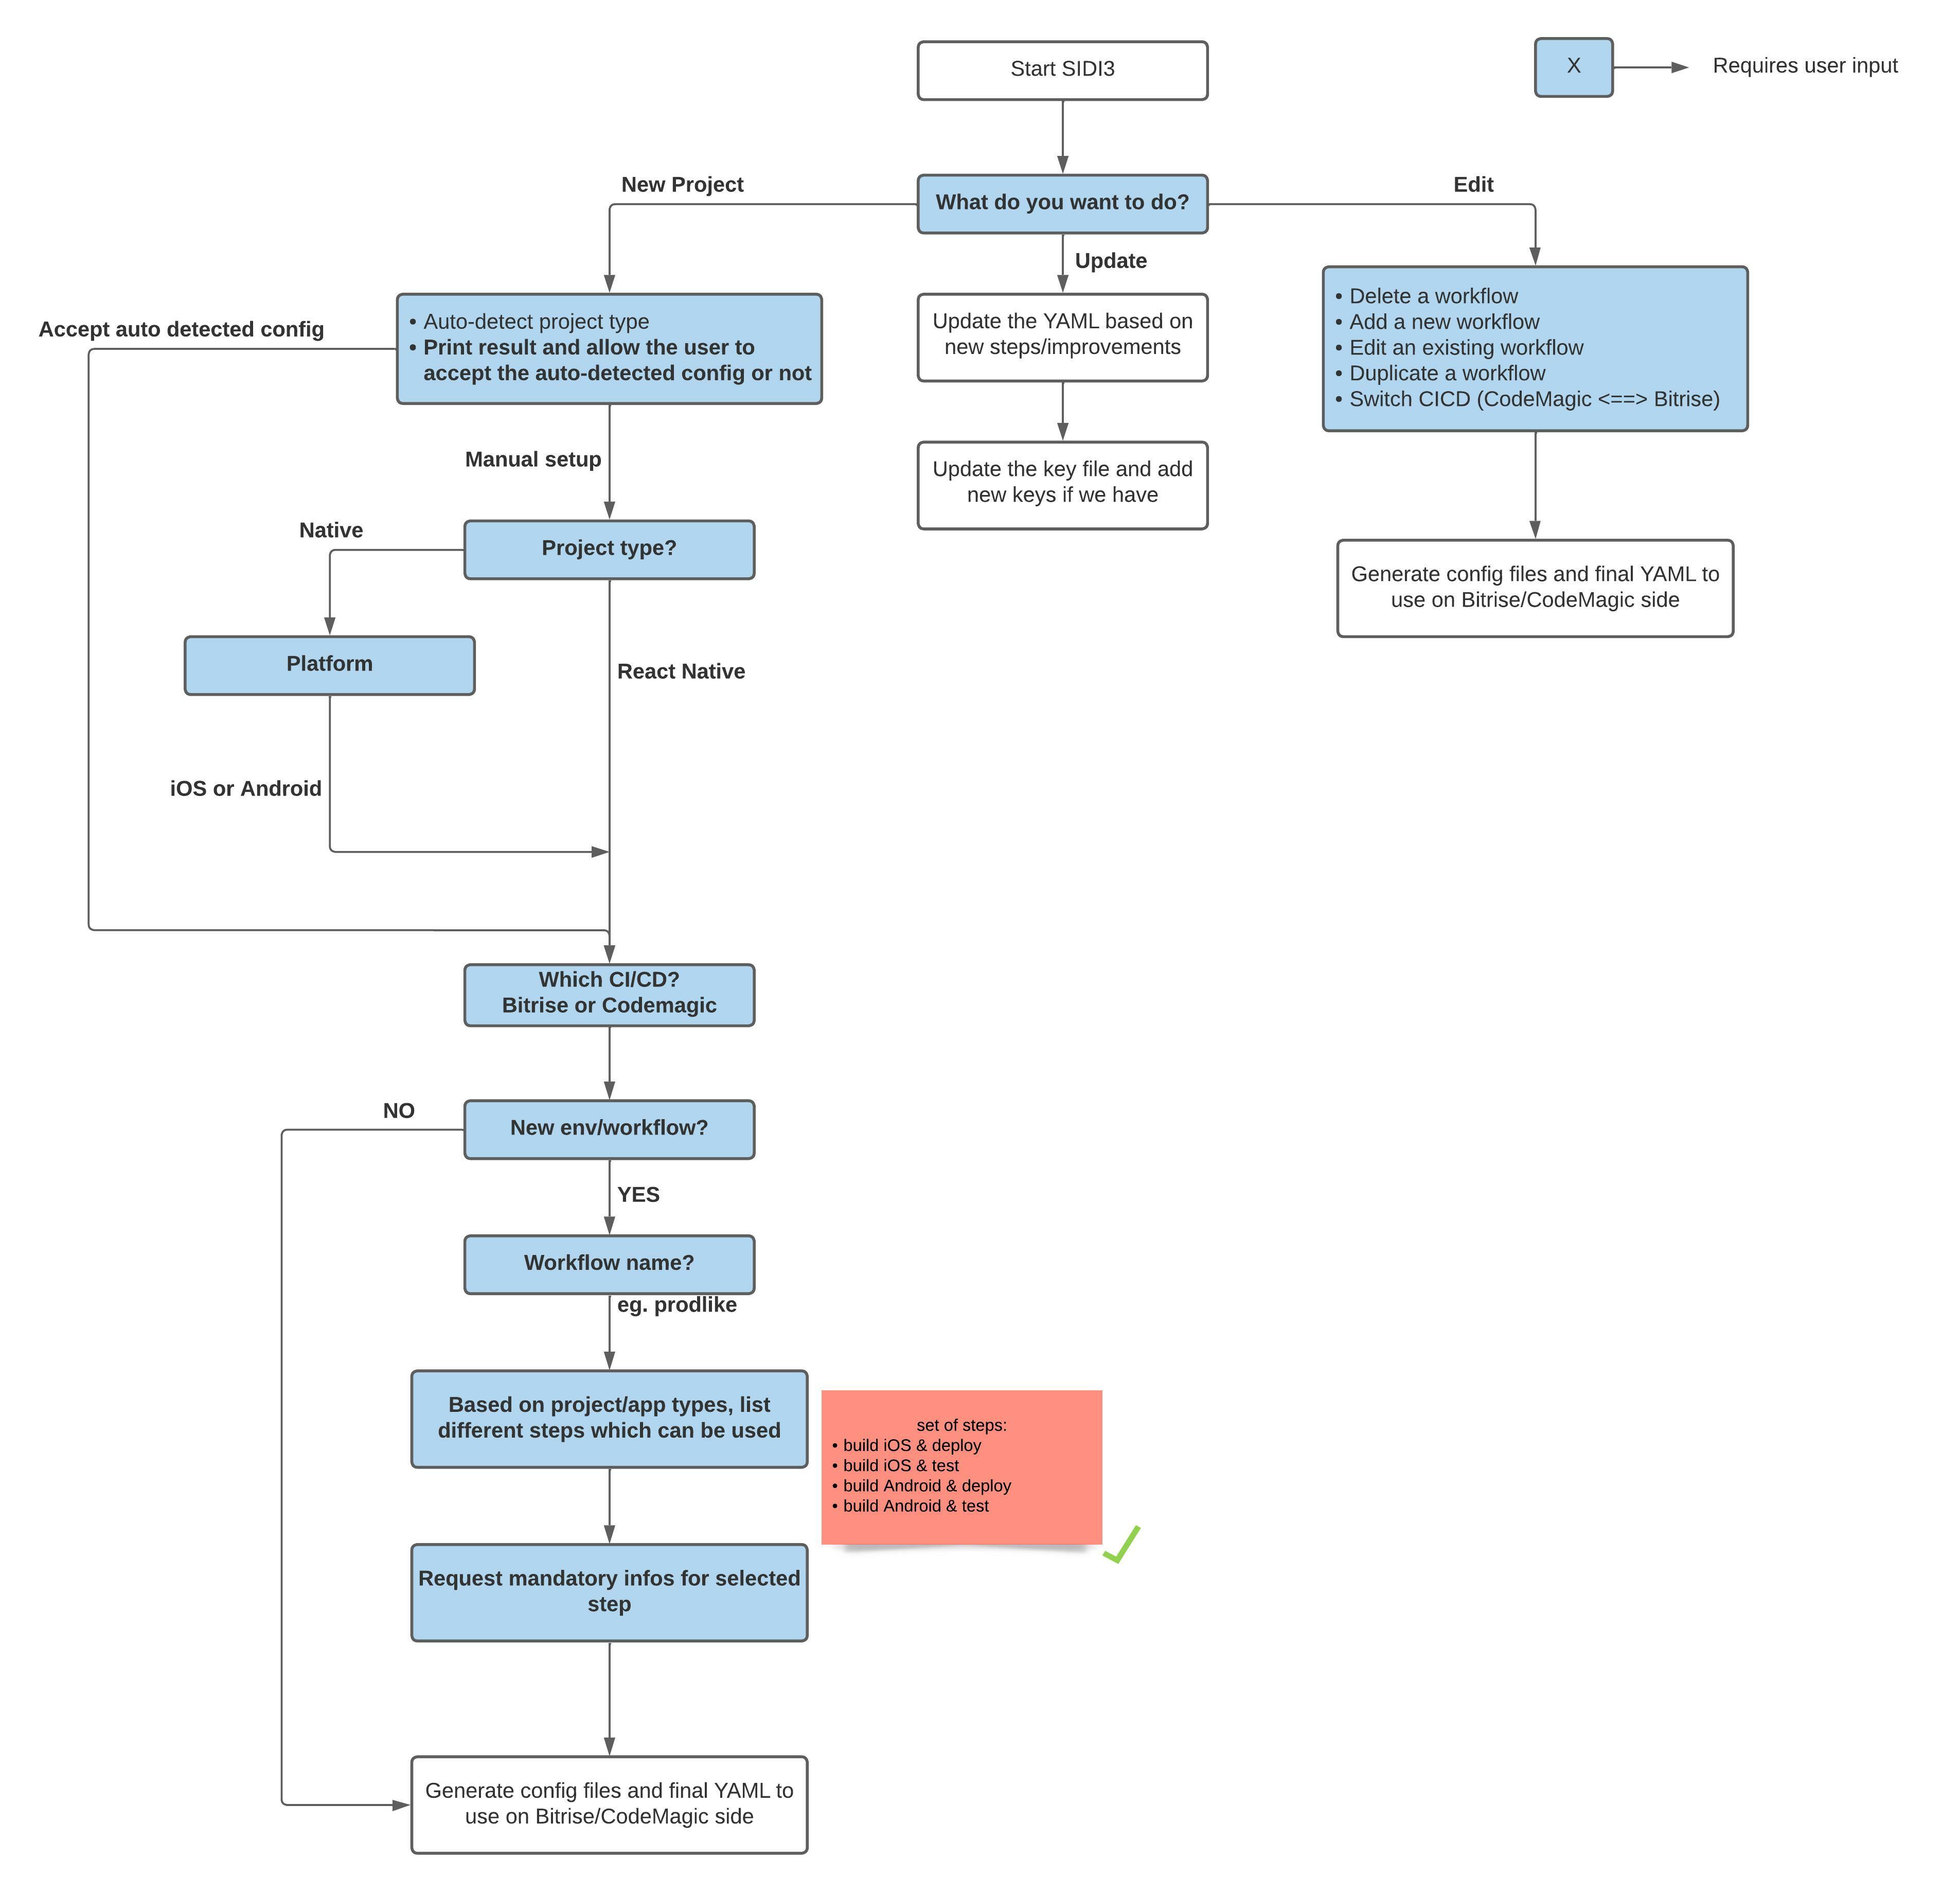 Start SIDI3
X
Requires user input
New Project
What do you want to do?
Edit
Update
• Auto-detect project type
• Print result and allow the user to
accept the auto-detected config or not
Update the YAML based on
new steps/improvements
• Delete a workflow
• Add a new workflow
• Edit an existing workflow
• Duplicate a workflow
• Switch CICD (CodeMagic <==> Bitrise)
Accept auto detected config
Manual setup
Update the key file and add
new keys if we have
Native
Project type?
Generate config files and final YAML to
use on Bitrise/CodeMagic side
Platform
React Native
iOS or Android
Which CI/CD?
Bitrise or Codemagic
NO
New env/workflow?
YES
Workflow name?
eg. prodlike
Based on project/app types, list
different steps which can be used
set of steps:
• build iOS & deploy
• build iOS & test
• build Android & deploy
• build Android & test
Request mandatory infos for selected
step
Generate config files and final YAML to
use on Bitrise/CodeMagic side